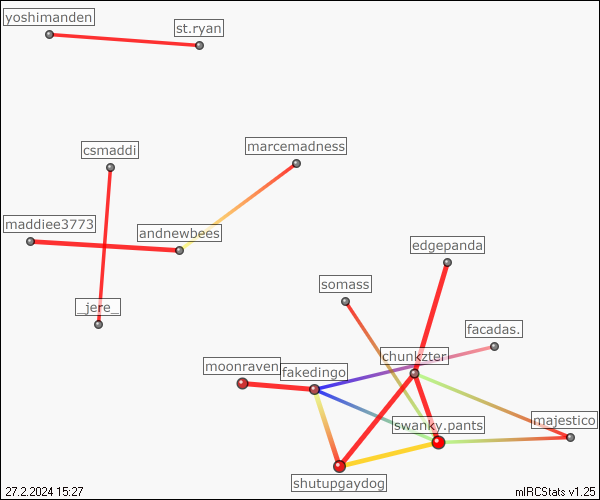 yoshimanden
st.ryan
csmaddi
marcemadness
maddiee3773
andnewbees
edgepanda
somass
_jere_
facadas.
chunkzter
moonraven
fakedingo
majestico
swanky.pants
shutupgaydog
27.2.2024 15:27
mIRCStats v1.25